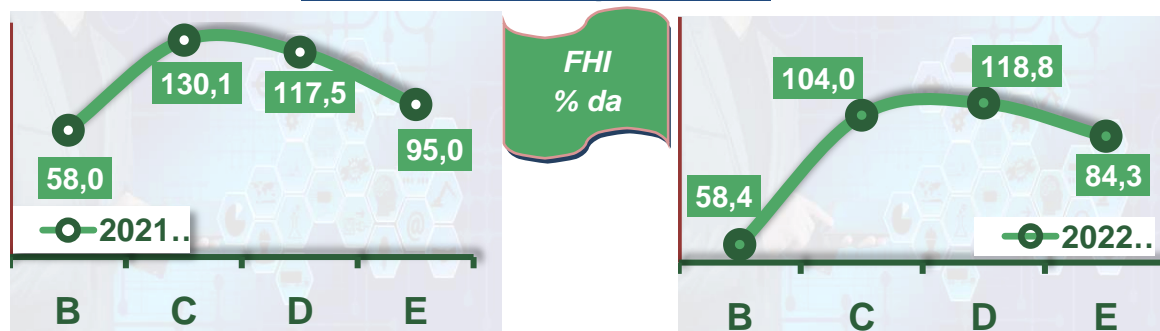 130,1
117,5
95,0
58,0
2021..
B C D E
FHI
% da
118,8
104,0
84,3
58,4
2022..
B C D E